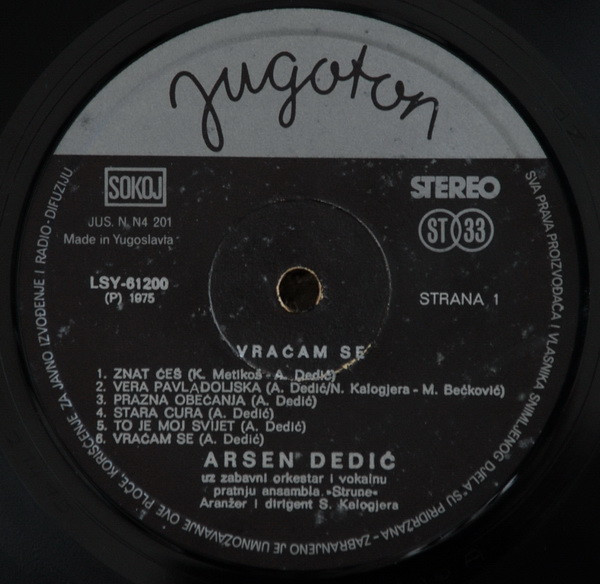 jugoton
SOKOJ
STEREO
JUS. N. N4 201
ST 33
Made in Yugoslavia
LSY-61200
(P) 1975
STRANA 1
VRAĆAM SE
1. ZNAT ĆEŠ (K. Metikoš - A. Dedić)
2. VERA PAVLADOLJSKA (A. Dedić/N. Kalogjera - M. Bečković)
3. PRAZNA OBEĆANJA (A. Dedić)
4. STARA CURA (A. Dedić)
5. TO JE MOJ SVIJET (A. Dedić)
6. VRAĆAM SE (A. Dedić)
ARSEN DEDIĆ
uz zabavni orkestar i vokalnu
pratnju ansambla »Strune«
Aranžer i dirigent S. Kalogjera
SVA PRAVA PROIZVOĐAČA I VLASNIKA SNIMLJENOG DJELA SU PRIDRŽANA - ZABRANJENO JE UMNOŽAVANJE OVE PLOČE KORIŠĆENJE ZA JAVNO IZVOĐENJE I RADIO-DIFUZIJU